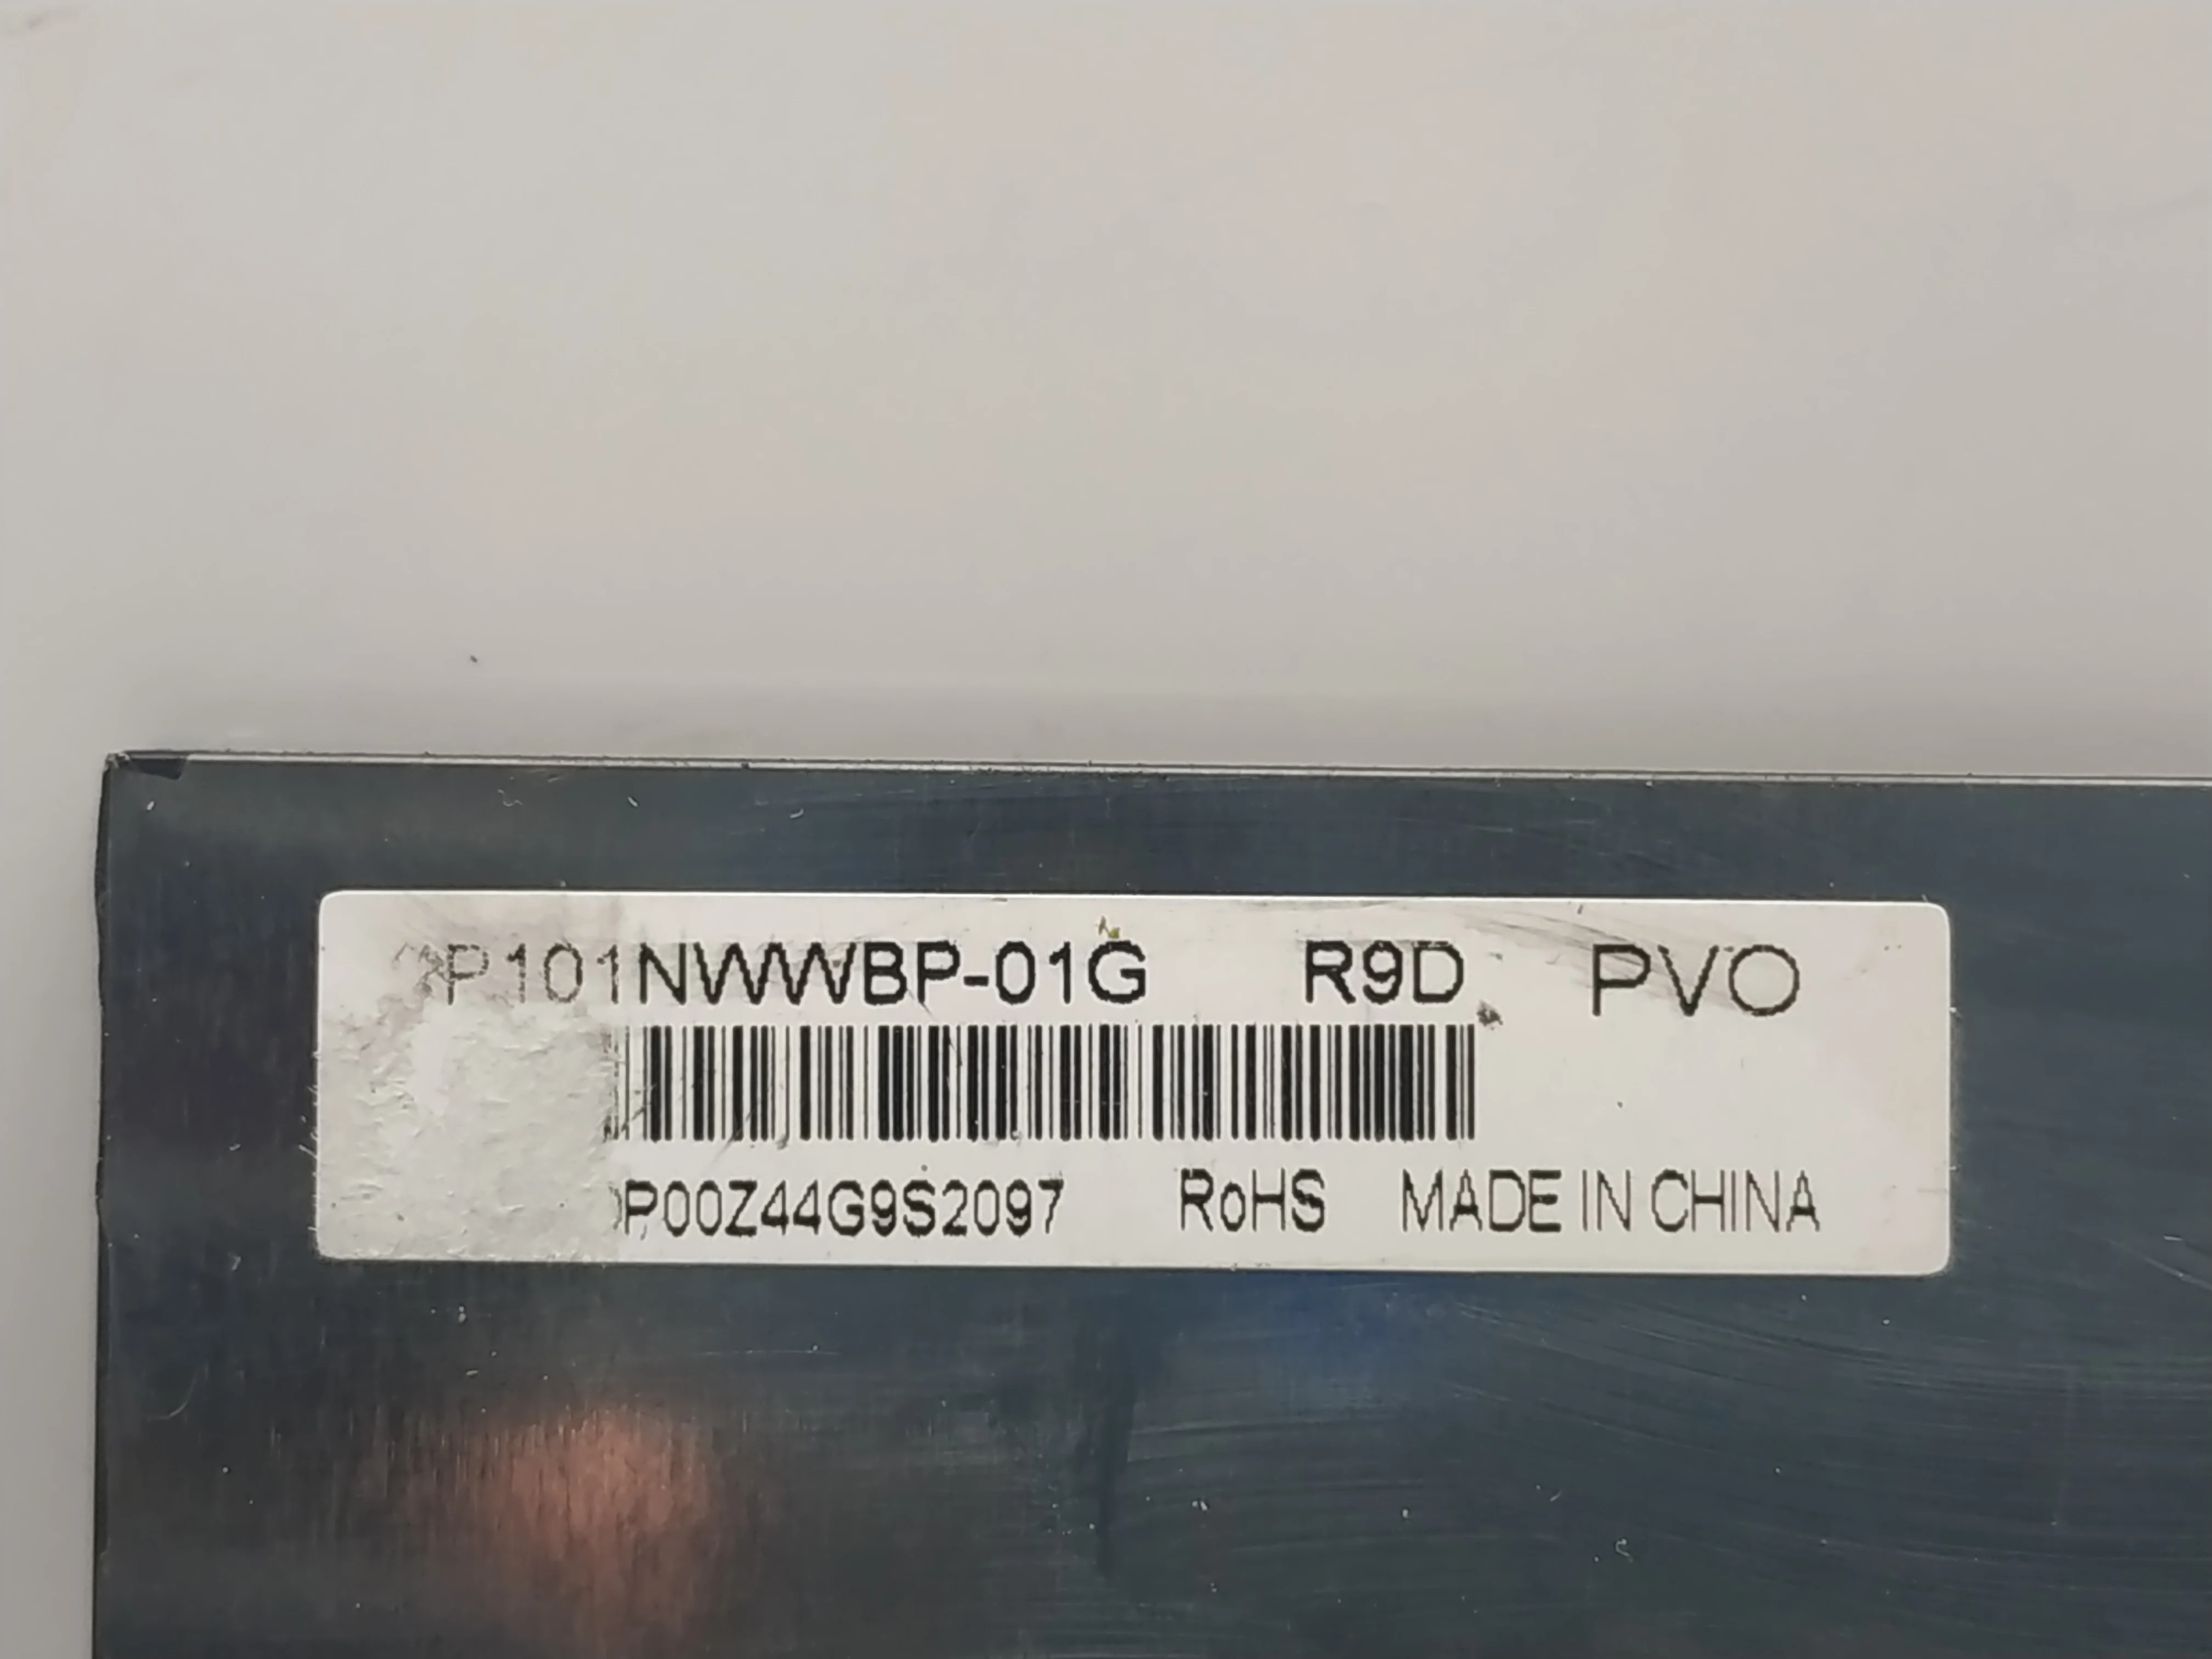 P101NWWBP-01G R9D PVO
P00Z44G9S2097 RoHS MADE IN CHINA